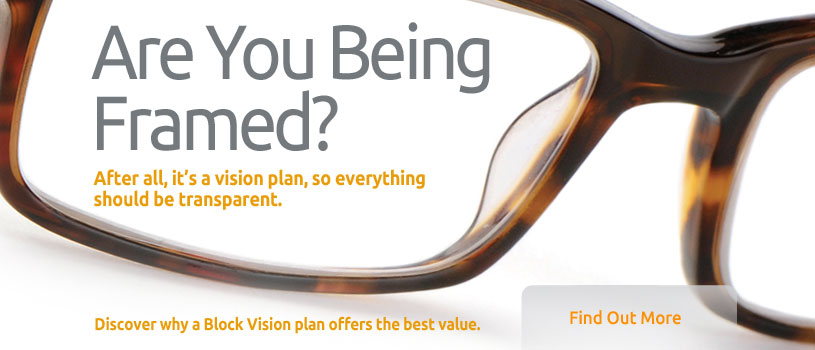 Are You Being
Framed?
After all, it's a vision plan, so everything
should be transparent.
Discover why a Block Vision plan offers the best value.
Find Out More